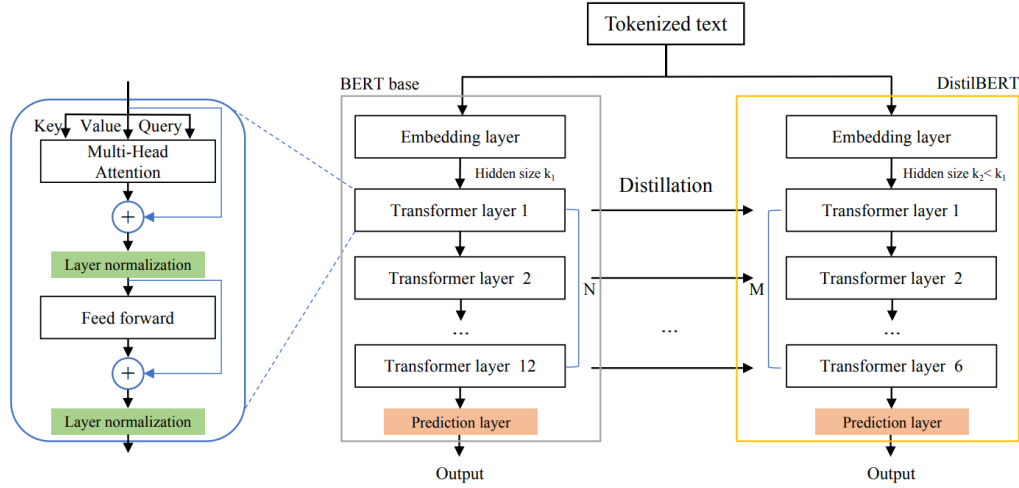 Tokenized text
BERT base
DistilBERT
Key Value Query
Multi-Head
Attention
+
Layer normalization
Feed forward
+
Layer normalization
Embedding layer
Hidden size k₁
Transformer layer 1
Transformer layer 2
...
Transformer layer 12
N
Prediction layer
Output
Distillation
...
Embedding layer
Hidden size k₂< k₁
Transformer layer 1
Transformer layer 2
...
Transformer layer 6
M
Prediction layer
Output